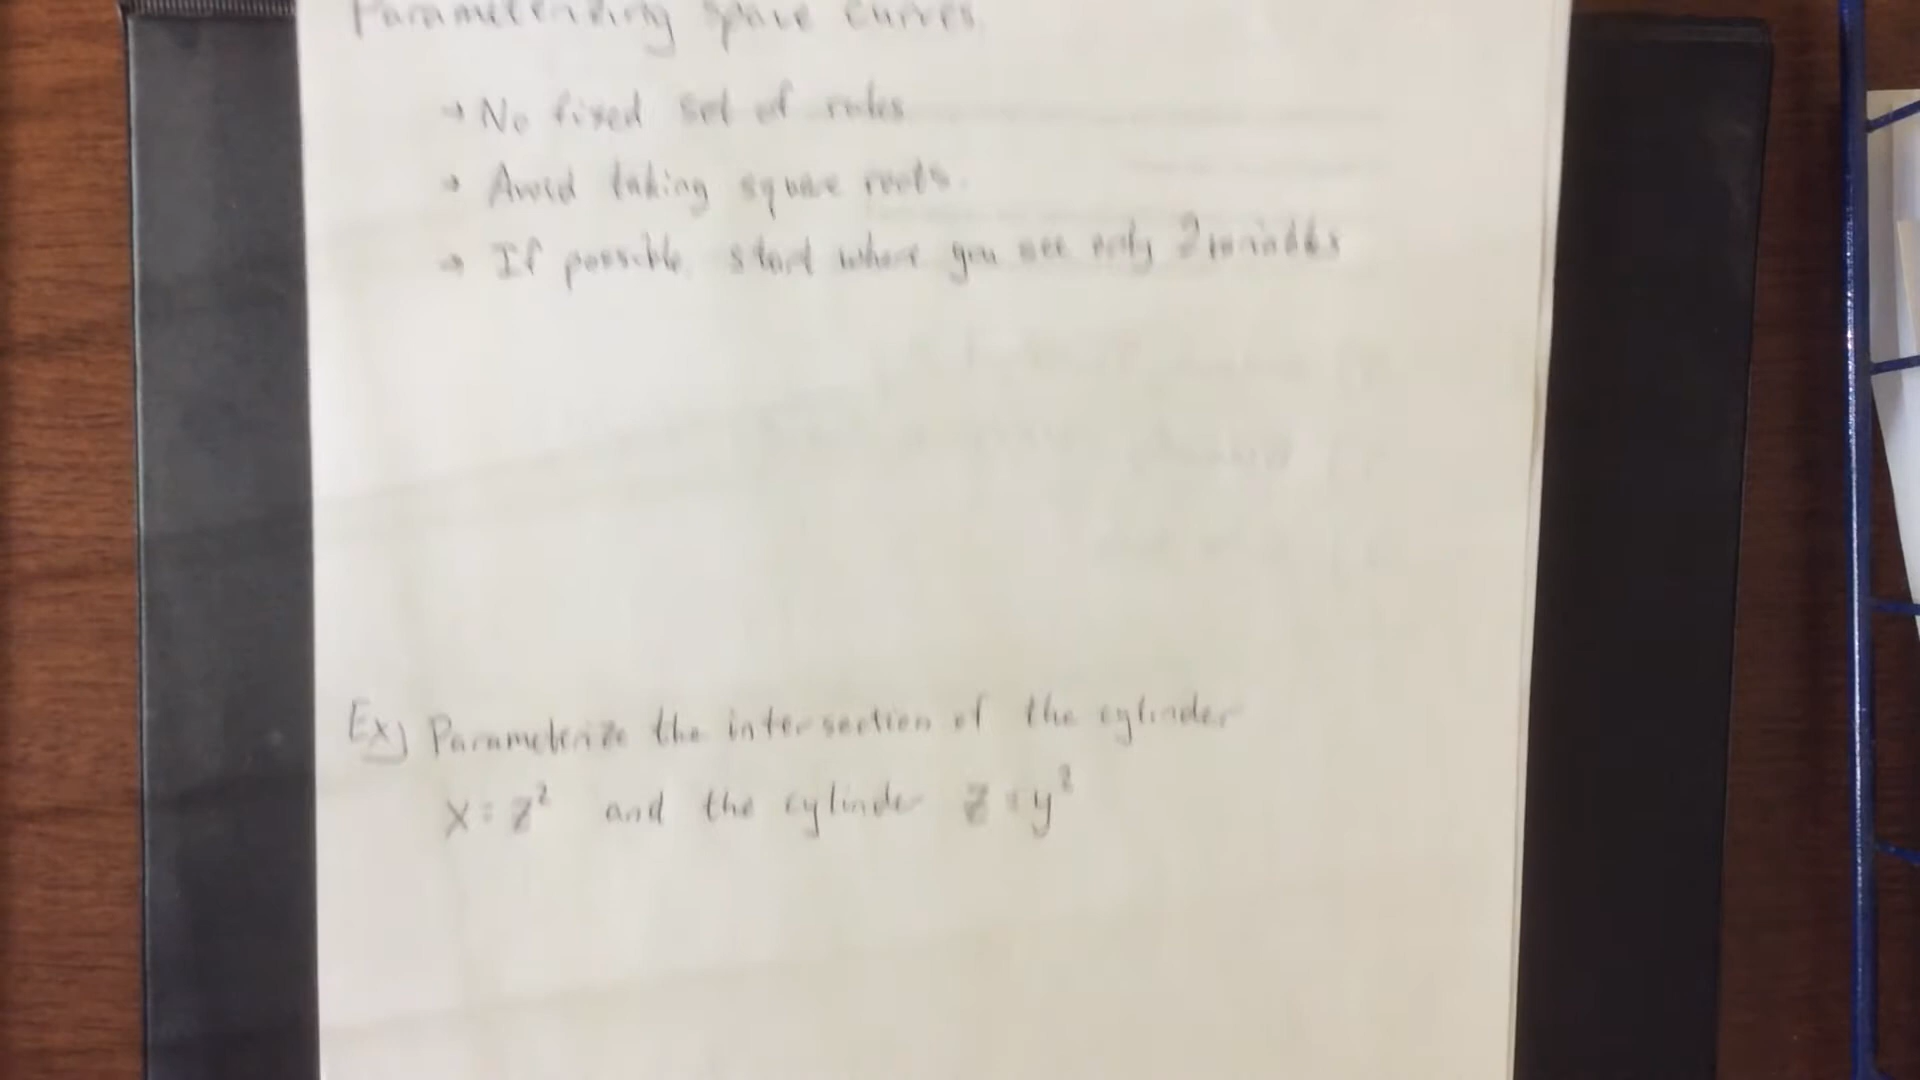 Parameterizing space curves.
→ No fixed set of rules
→ Avoid taking square roots.
→ If possible, start where you see only 2 variables
Ex) Parameterize the intersection of the cylinder
x = z² and the cylinder z = y²